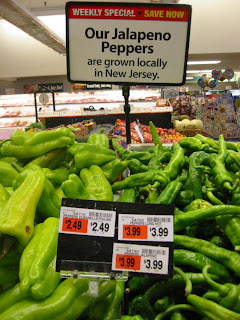 WEEKLY SPECIAL • SAVE NOW
Our Jalapeno
Peppers
are grown locally
in New Jersey.
$2.49
$2.49
$3.99
$3.99
$3.99
$3.99